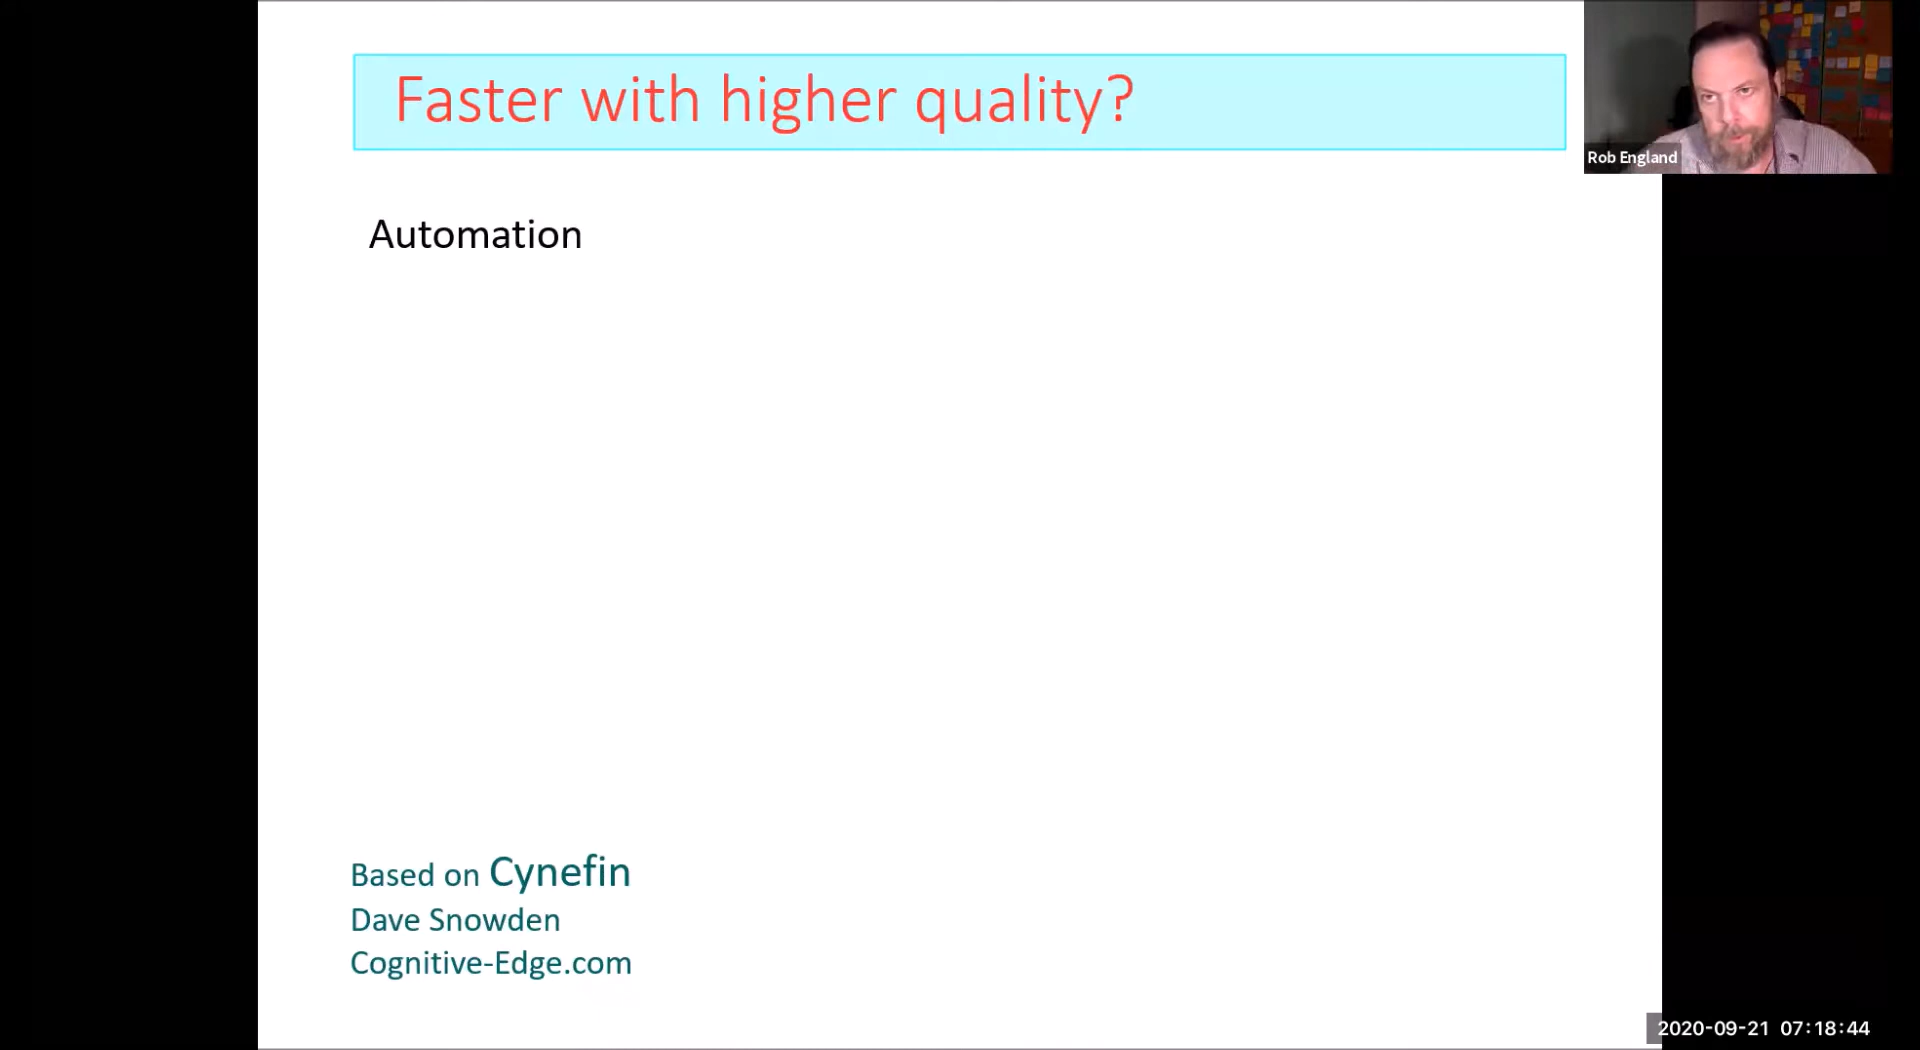 Faster with higher quality?
Rob England
Automation
Based on Cynefin
Dave Snowden
Cognitive-Edge.com
2020-09-21 07:18:44